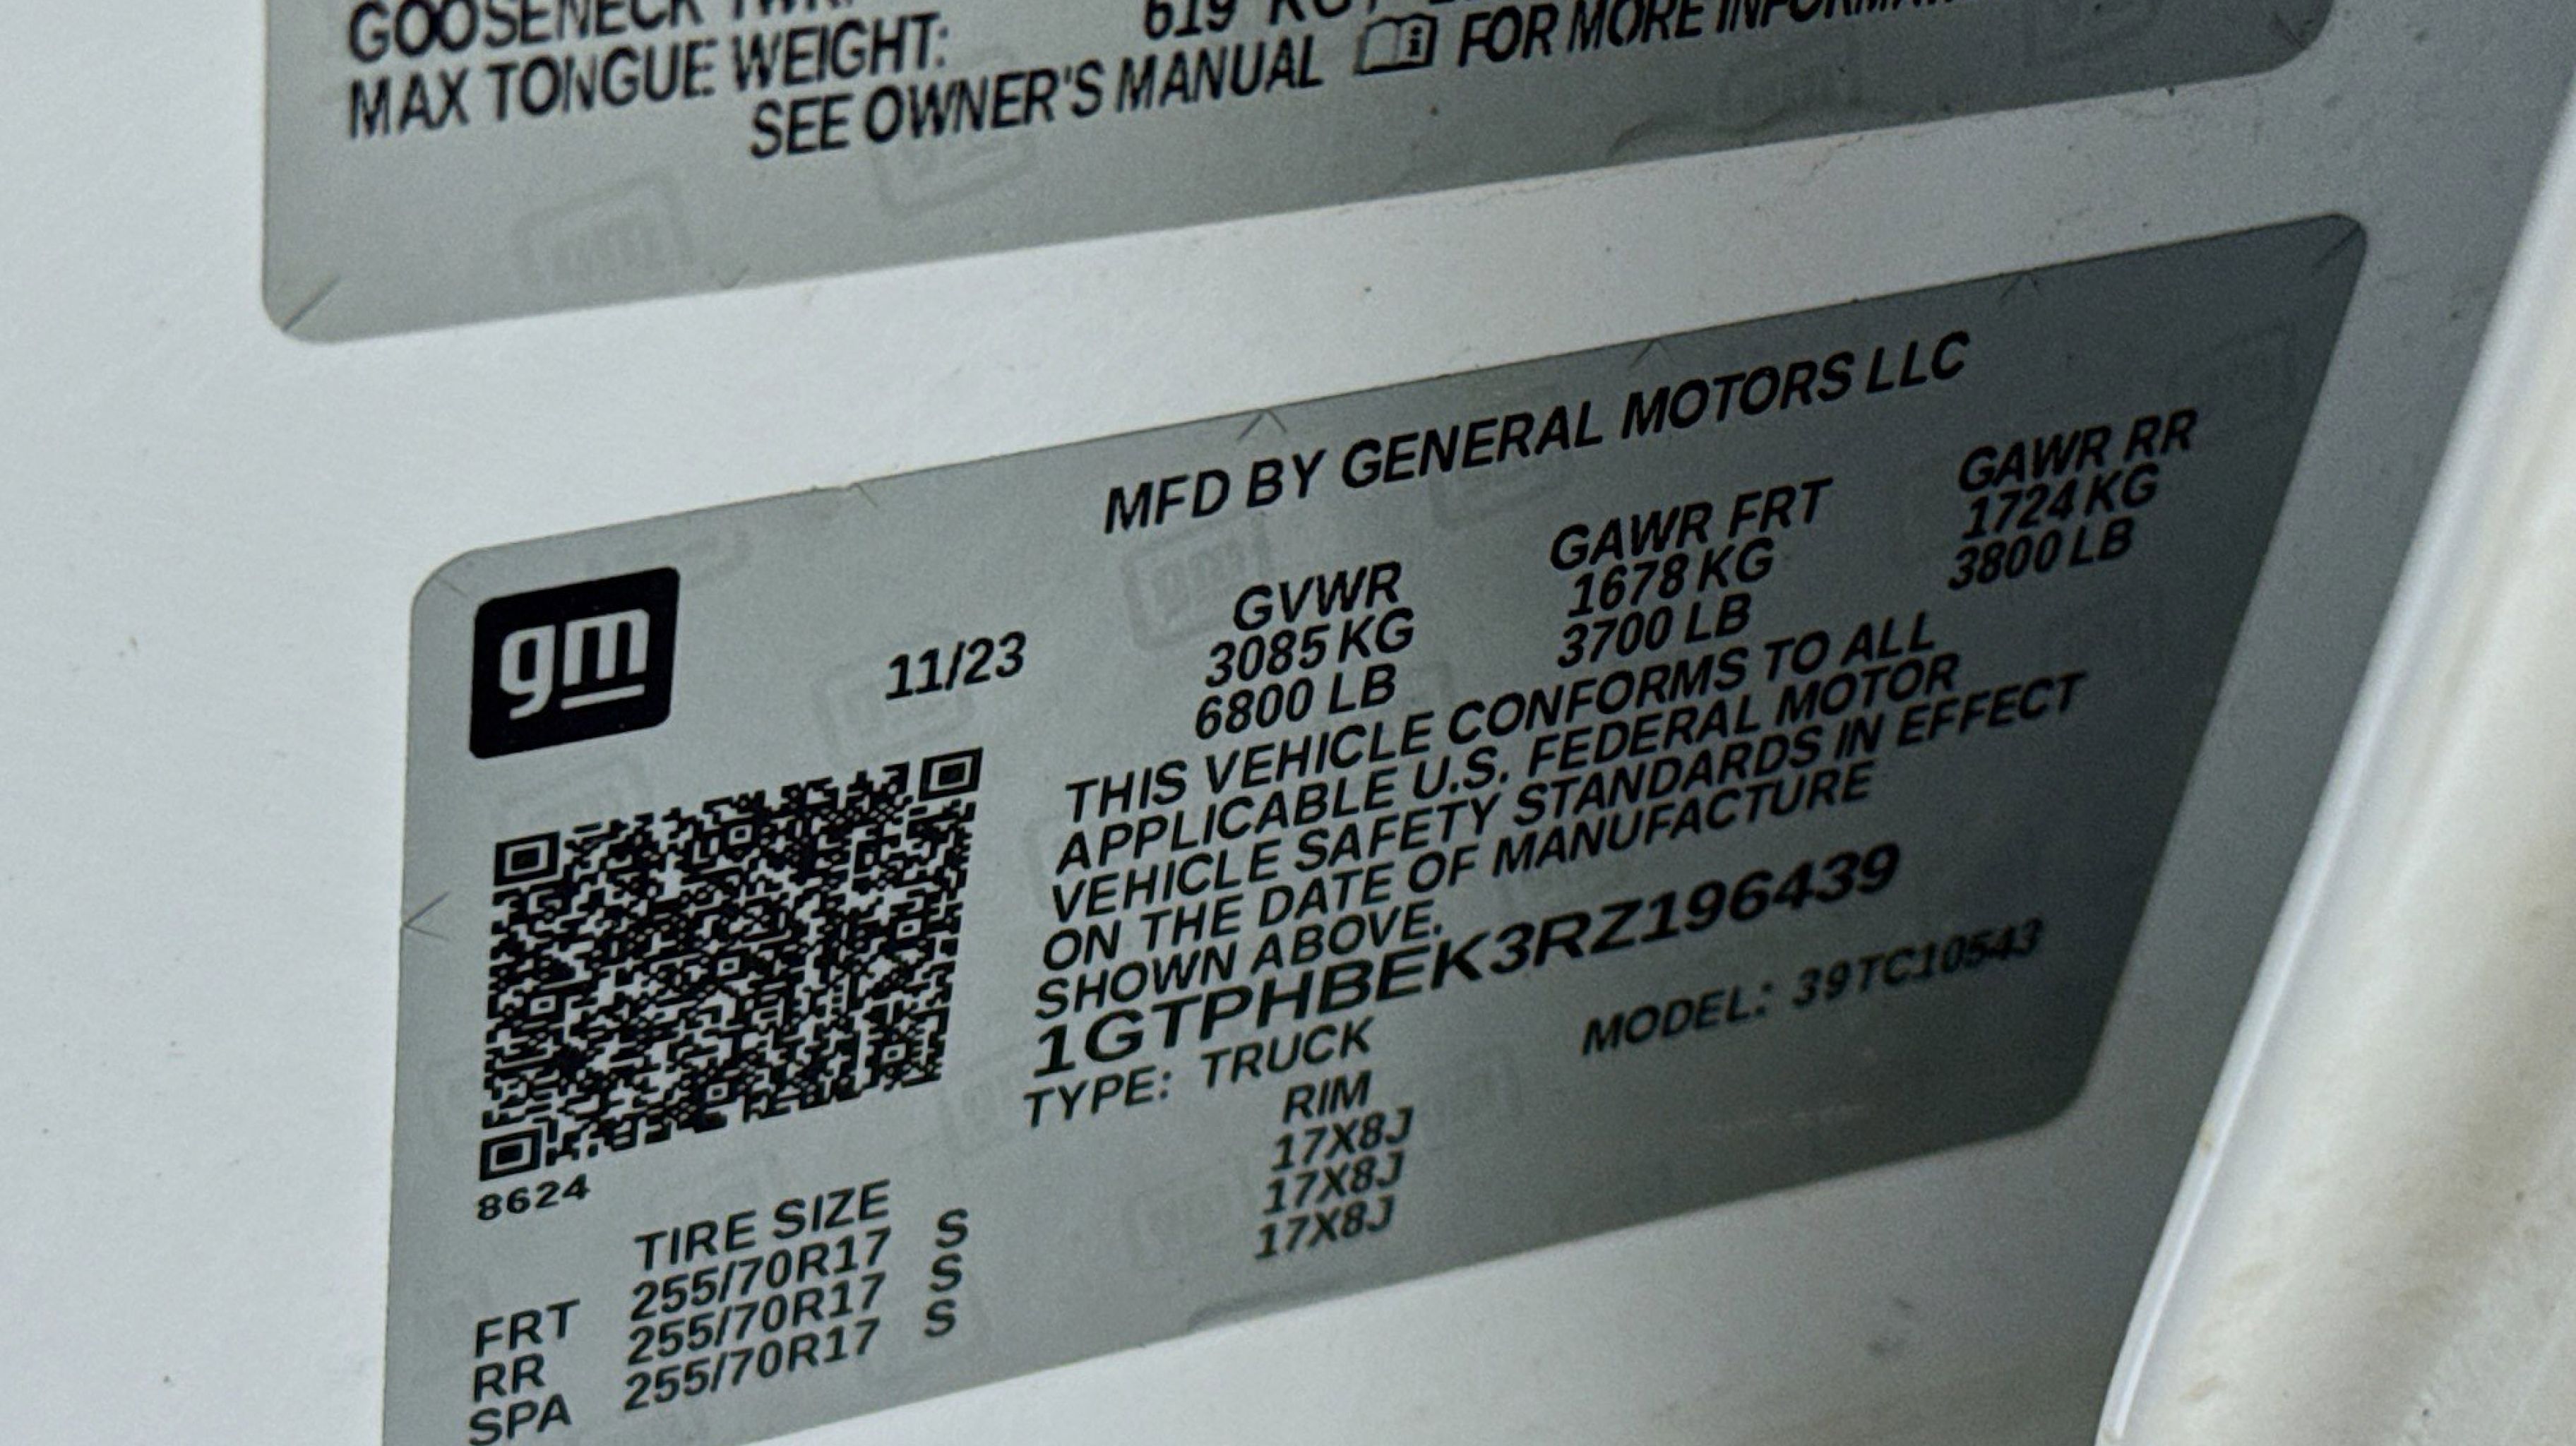 GOOSENECK
MAX TONGUE WEIGHT: 619 KG
SEE OWNER'S MANUAL FOR MORE
MFD BY GENERAL MOTORS LLC
gm
11/23
GVWR GAWR FRT GAWR RR
3085 KG 1678 KG 1724 KG
6800 LB 3700 LB 3800 LB
THIS VEHICLE CONFORMS TO ALL
APPLICABLE U.S. FEDERAL MOTOR
VEHICLE SAFETY STANDARDS IN EFFECT
ON THE DATE OF MANUFACTURE
SHOWN ABOVE.
1GTPHBEK3RZ196439
TYPE: TRUCK MODEL: 39TC10543
8624
TIRE SIZE RIM
FRT 255/70R17 S 17X8J
RR 255/70R17 S 17X8J
SPA 255/70R17 S 17X8J